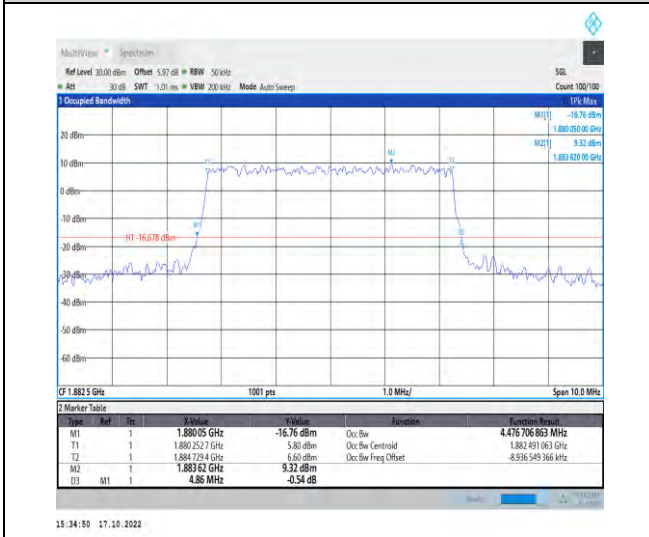 MultiView Spectrum
Ref Level 30.00 dBm Offset 5.97 dB RBW 50 kHz SGL
Att 30 dB SWT 1.01 ms VBW 200 kHz Mode Auto Sweep Count 100/100
1 Occupied Bandwidth 1Pk Max
M1[1] -16.76 dBm
1.880 050 00 GHz
M2[1] 9.32 dBm
1.883 620 00 GHz
20 dBm
M2
T1 T2
10 dBm
0 dBm
-10 dBm
M1 D3
H1 -16.678 dBm
-20 dBm
-30 dBm
-40 dBm
-50 dBm
-60 dBm
CF 1.882 5 GHz 1001 pts 1.0 MHz/ Span 10.0 MHz
2 Marker Table
Type Ref Trc X-Value Y-Value Function Function Result
M1 1 1.880 05 GHz -16.76 dBm Occ Bw 4.476 706 863 MHz
T1 1 1.880 252 7 GHz 5.80 dBm Occ Bw Centroid 1.882 491 063 GHz
T2 1 1.884 729 4 GHz 6.60 dBm Occ Bw Freq Offset -8.936 549 366 kHz
M2 1 1.883 62 GHz 9.32 dBm
D3 M1 1 4.86 MHz -0.54 dB
15:34:50 17.10.2022